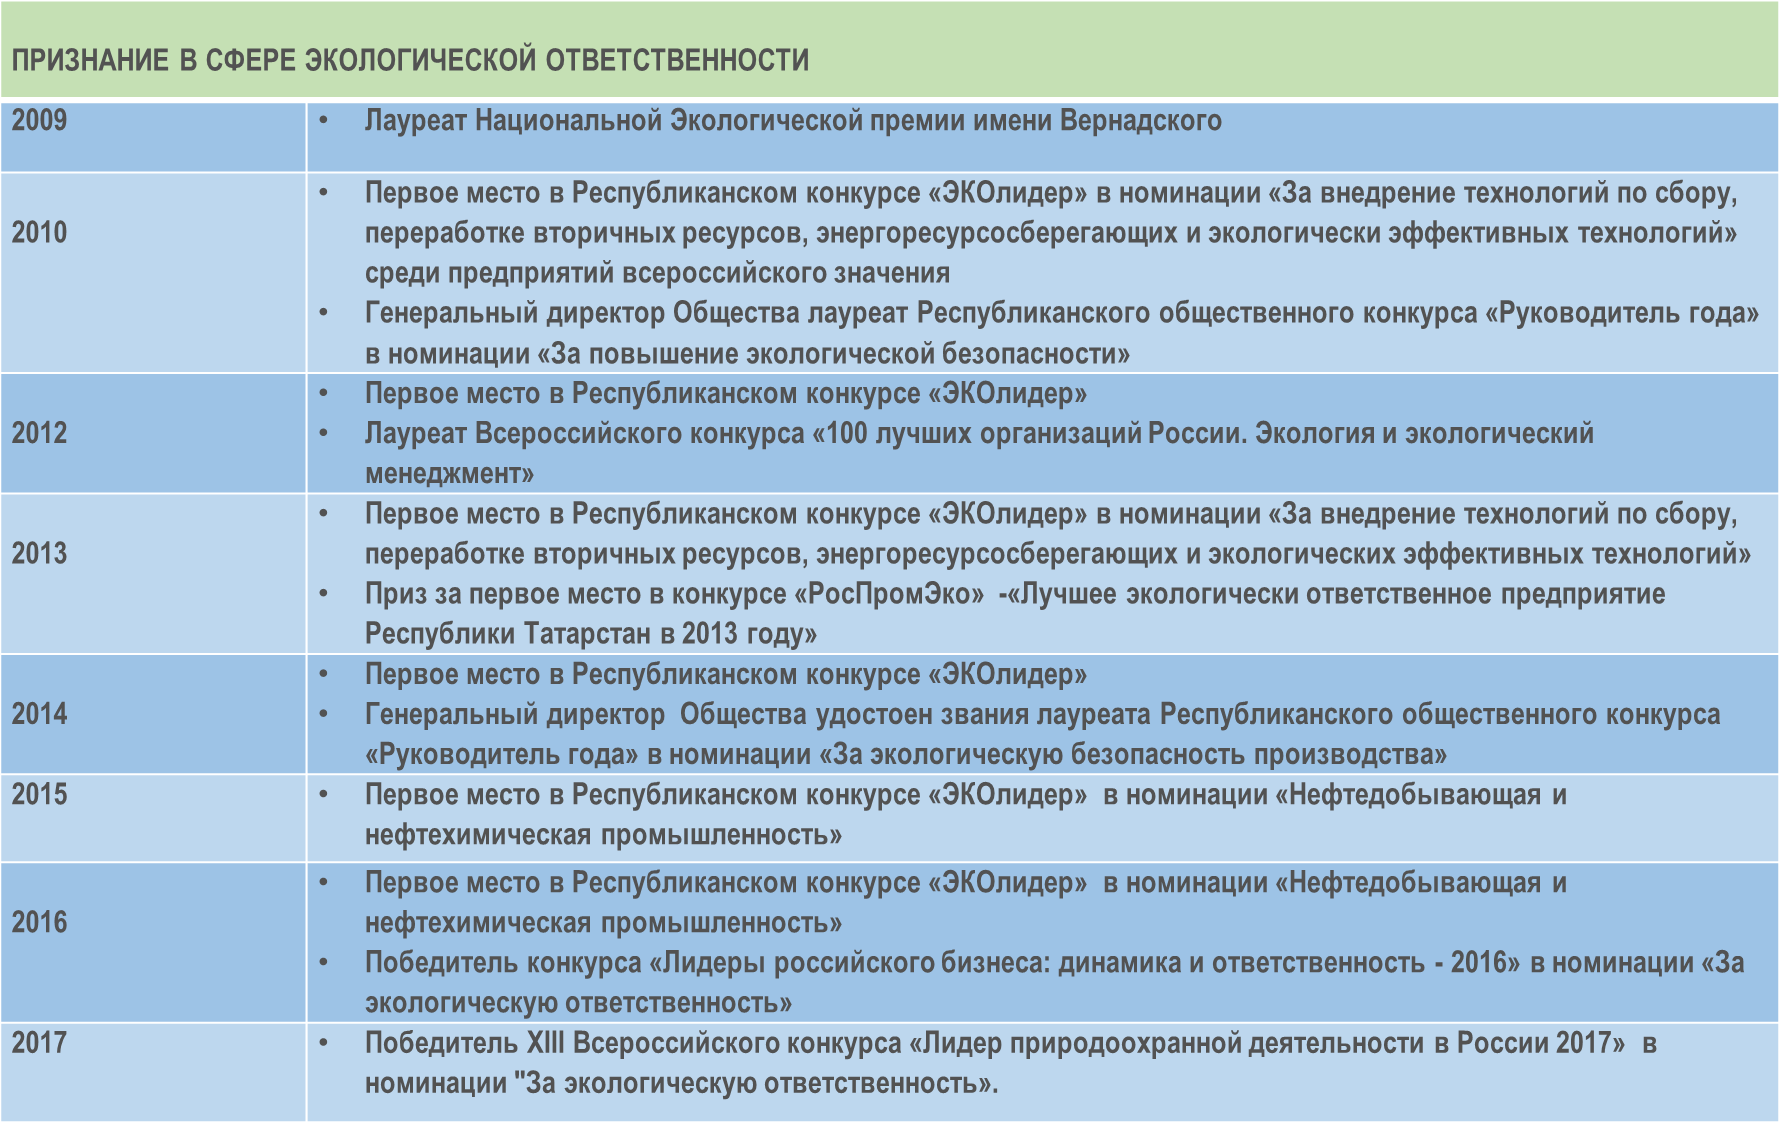 ПРИЗНАНИЕ В СФЕРЕ ЭКОЛОГИЧЕСКОЙ ОТВЕТСТВЕННОСТИ
2009
• Лауреат Национальной Экологической премии имени Вернадского
2010
• Первое место в Республиканском конкурсе «ЭКОлидер» в номинации «За внедрение технологий по сбору,
переработке вторичных ресурсов, энергоресурсосберегающих и экологически эффективных технологий»
среди предприятий всероссийского значения
• Генеральный директор Общества лауреат Республиканского общественного конкурса «Руководитель года»
в номинации «За повышение экологической безопасности»
2012
• Первое место в Республиканском конкурсе «ЭКОлидер»
• Лауреат Всероссийского конкурса «100 лучших организаций России. Экология и экологический
менеджмент»
2013
• Первое место в Республиканском конкурсе «ЭКОлидер» в номинации «За внедрение технологий по сбору,
переработке вторичных ресурсов, энергоресурсосберегающих и экологических эффективных технологий»
• Приз за первое место в конкурсе «РосПромЭко» -«Лучшее экологически ответственное предприятие
Республики Татарстан в 2013 году»
2014
• Первое место в Республиканском конкурсе «ЭКОлидер»
• Генеральный директор Общества удостоен звания лауреата Республиканского общественного конкурса
«Руководитель года» в номинации «За экологическую безопасность производства»
2015
• Первое место в Республиканском конкурсе «ЭКОлидер» в номинации «Нефтедобывающая и
нефтехимическая промышленность»
2016
• Первое место в Республиканском конкурсе «ЭКОлидер» в номинации «Нефтедобывающая и
нефтехимическая промышленность»
• Победитель конкурса «Лидеры российского бизнеса: динамика и ответственность - 2016» в номинации «За
экологическую ответственность»
2017
• Победитель XIII Всероссийского конкурса «Лидер природоохранной деятельности в России 2017» в
номинации "За экологическую ответственность».